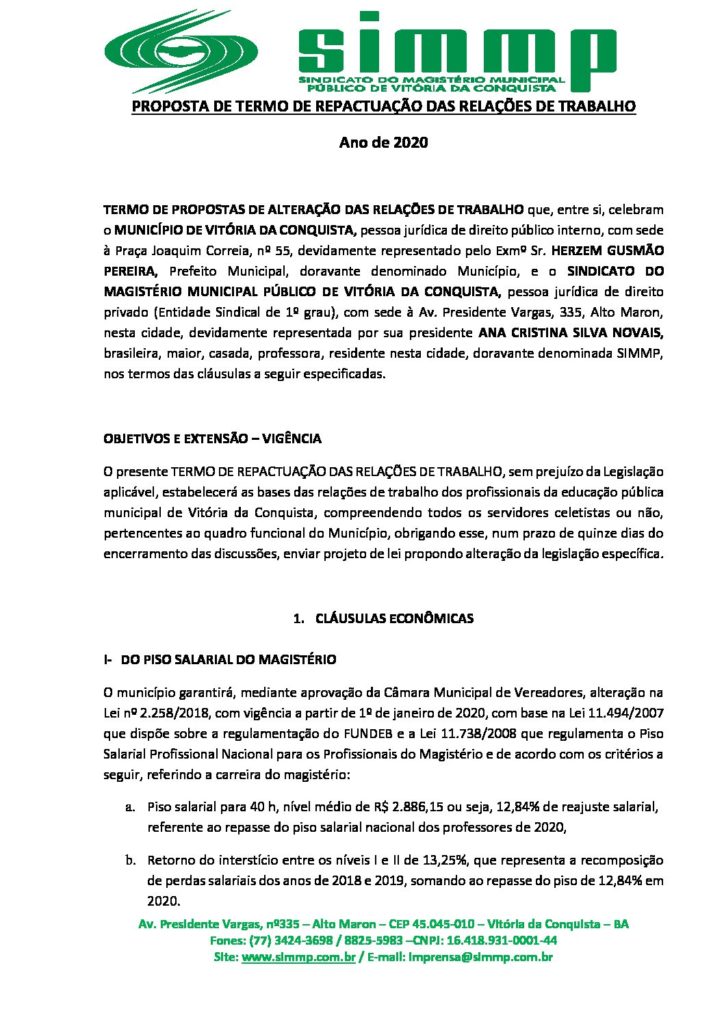 simmp
SINDICATO DO MAGISTÉRIO MUNICIPAL
PÚBLICO DE VITÓRIA DA CONQUISTA
PROPOSTA DE TERMO DE REPACTUAÇÃO DAS RELAÇÕES DE TRABALHO
Ano de 2020
TERMO DE PROPOSTAS DE ALTERAÇÃO DAS RELAÇÕES DE TRABALHO que, entre si, celebram
o MUNICÍPIO DE VITÓRIA DA CONQUISTA, pessoa jurídica de direito público interno, com sede
à Praça Joaquim Correia, nº 55, devidamente representado pelo Exmº Sr. HERZEM GUSMÃO
PEREIRA, Prefeito Municipal, doravante denominado Município, e o SINDICATO DO
MAGISTÉRIO MUNICIPAL PÚBLICO DE VITÓRIA DA CONQUISTA, pessoa jurídica de direito
privado (Entidade Sindical de 1º grau), com sede à Av. Presidente Vargas, 335, Alto Maron,
nesta cidade, devidamente representada por sua presidente ANA CRISTINA SILVA NOVAIS,
brasileira, maior, casada, professora, residente nesta cidade, doravante denominada SIMMP,
nos termos das cláusulas a seguir especificadas.
OBJETIVOS E EXTENSÃO – VIGÊNCIA
O presente TERMO DE REPACTUAÇÃO DAS RELAÇÕES DE TRABALHO, sem prejuízo da Legislação
aplicável, estabelecerá as bases das relações de trabalho dos profissionais da educação pública
municipal de Vitória da Conquista, compreendendo todos os servidores celetistas ou não,
pertencentes ao quadro funcional do Município, obrigando esse, num prazo de quinze dias do
encerramento das discussões, enviar projeto de lei propondo alteração da legislação específica.
1. CLÁUSULAS ECONÔMICAS
I- DO PISO SALARIAL DO MAGISTÉRIO
O município garantirá, mediante aprovação da Câmara Municipal de Vereadores, alteração na
Lei nº 2.258/2018, com vigência a partir de 1º de janeiro de 2020, com base na Lei 11.494/2007
que dispõe sobre a regulamentação do FUNDEB e a Lei 11.738/2008 que regulamenta o Piso
Salarial Profissional Nacional para os Profissionais do Magistério e de acordo com os critérios a
seguir, referindo a carreira do magistério:
a. Piso salarial para 40 h, nível médio de R$ 2.886,15 ou seja, 12,84% de reajuste salarial,
referente ao repasse do piso salarial nacional dos professores de 2020,
b. Retorno do interstício entre os níveis I e II de 13,25%, que representa a recomposição
de perdas salariais dos anos de 2018 e 2019, somando ao repasse do piso de 12,84% em
2020.
Av. Presidente Vargas, nº335 – Alto Maron – CEP 45.045-010 – Vitória da Conquista – BA
Fones: (77) 3424-3698 / 8825-5983 –CNPJ: 16.418.931-0001-44
Site: www.simmp.com.br / E-mail: imprensa@simmp.com.br